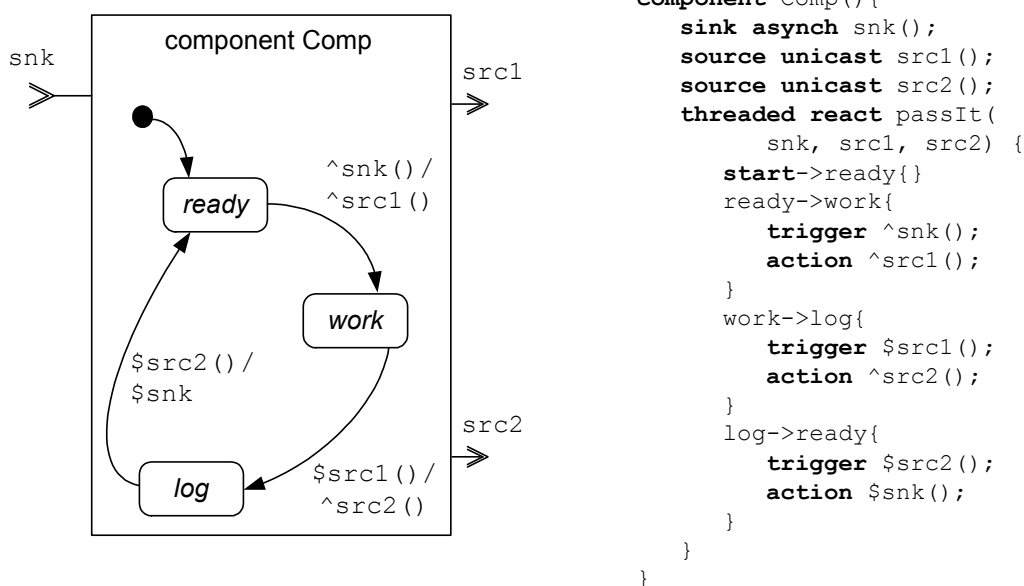 snk
component Comp
src1
^snk()/
^src1()
ready
work
$src2()/
$snk
src2
$src1()/
^src2()
log
component Comp(){
sink asynch snk();
source unicast src1();
source unicast src2();
threaded react passIt(
snk, src1, src2) {
start->ready{}
ready->work{
trigger ^snk();
action ^src1();
}
work->log{
trigger $src1();
action ^src2();
}
log->ready{
trigger $src2();
action $snk();
}
}
}